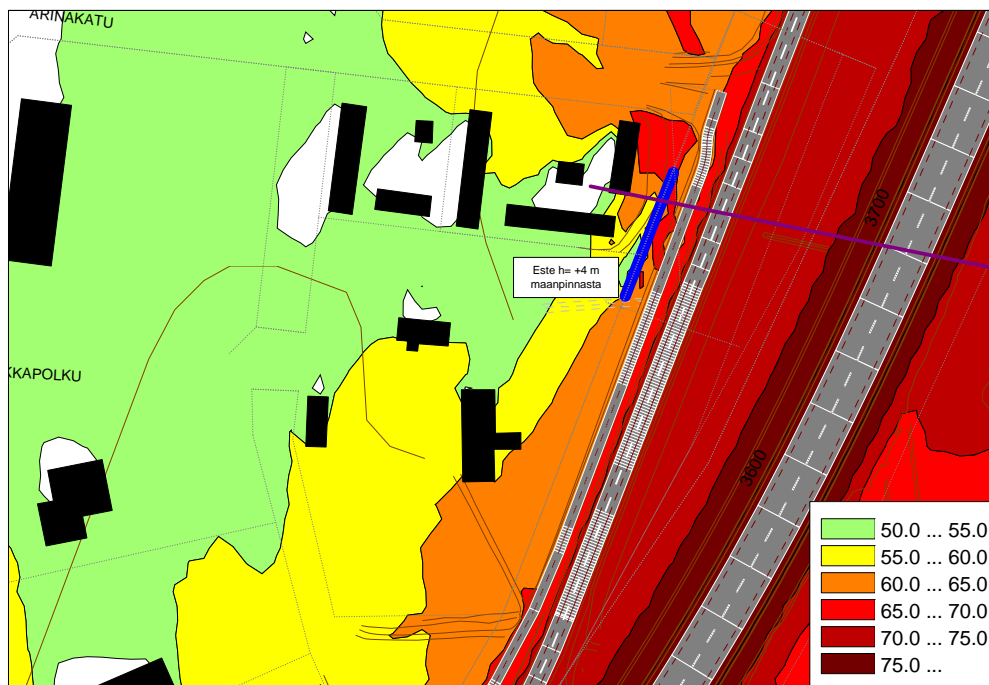 ARINAKATU
3700
Este h= +4 m
maanpinnasta
KKAPOLKU
3600
50.0 ... 55.0
55.0 ... 60.0
60.0 ... 65.0
65.0 ... 70.0
70.0 ... 75.0
75.0 ...